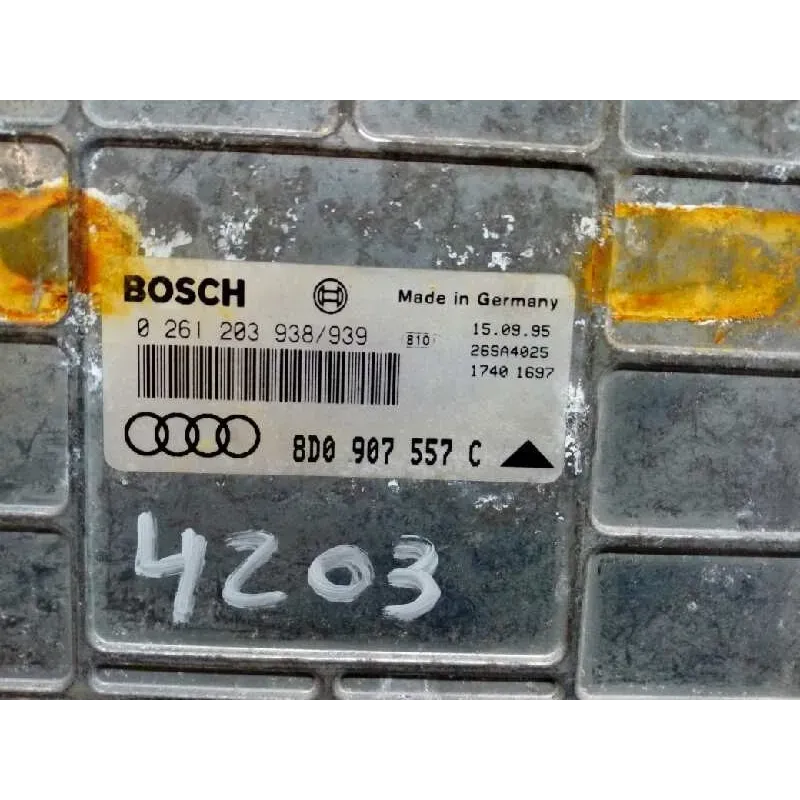 BOSCH Made in Germany
0 261 203 938/939 810 15.09.95
26SA4025
1740 1697
8D0 907 557 C
4203